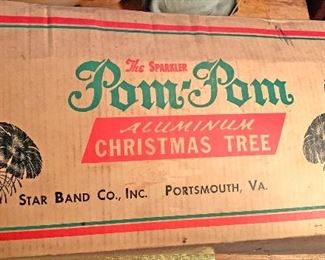 The SPARKLER
Pom-Pom
ALUMINUM
CHRISTMAS TREE
STAR BAND CO., INC. PORTSMOUTH, VA.